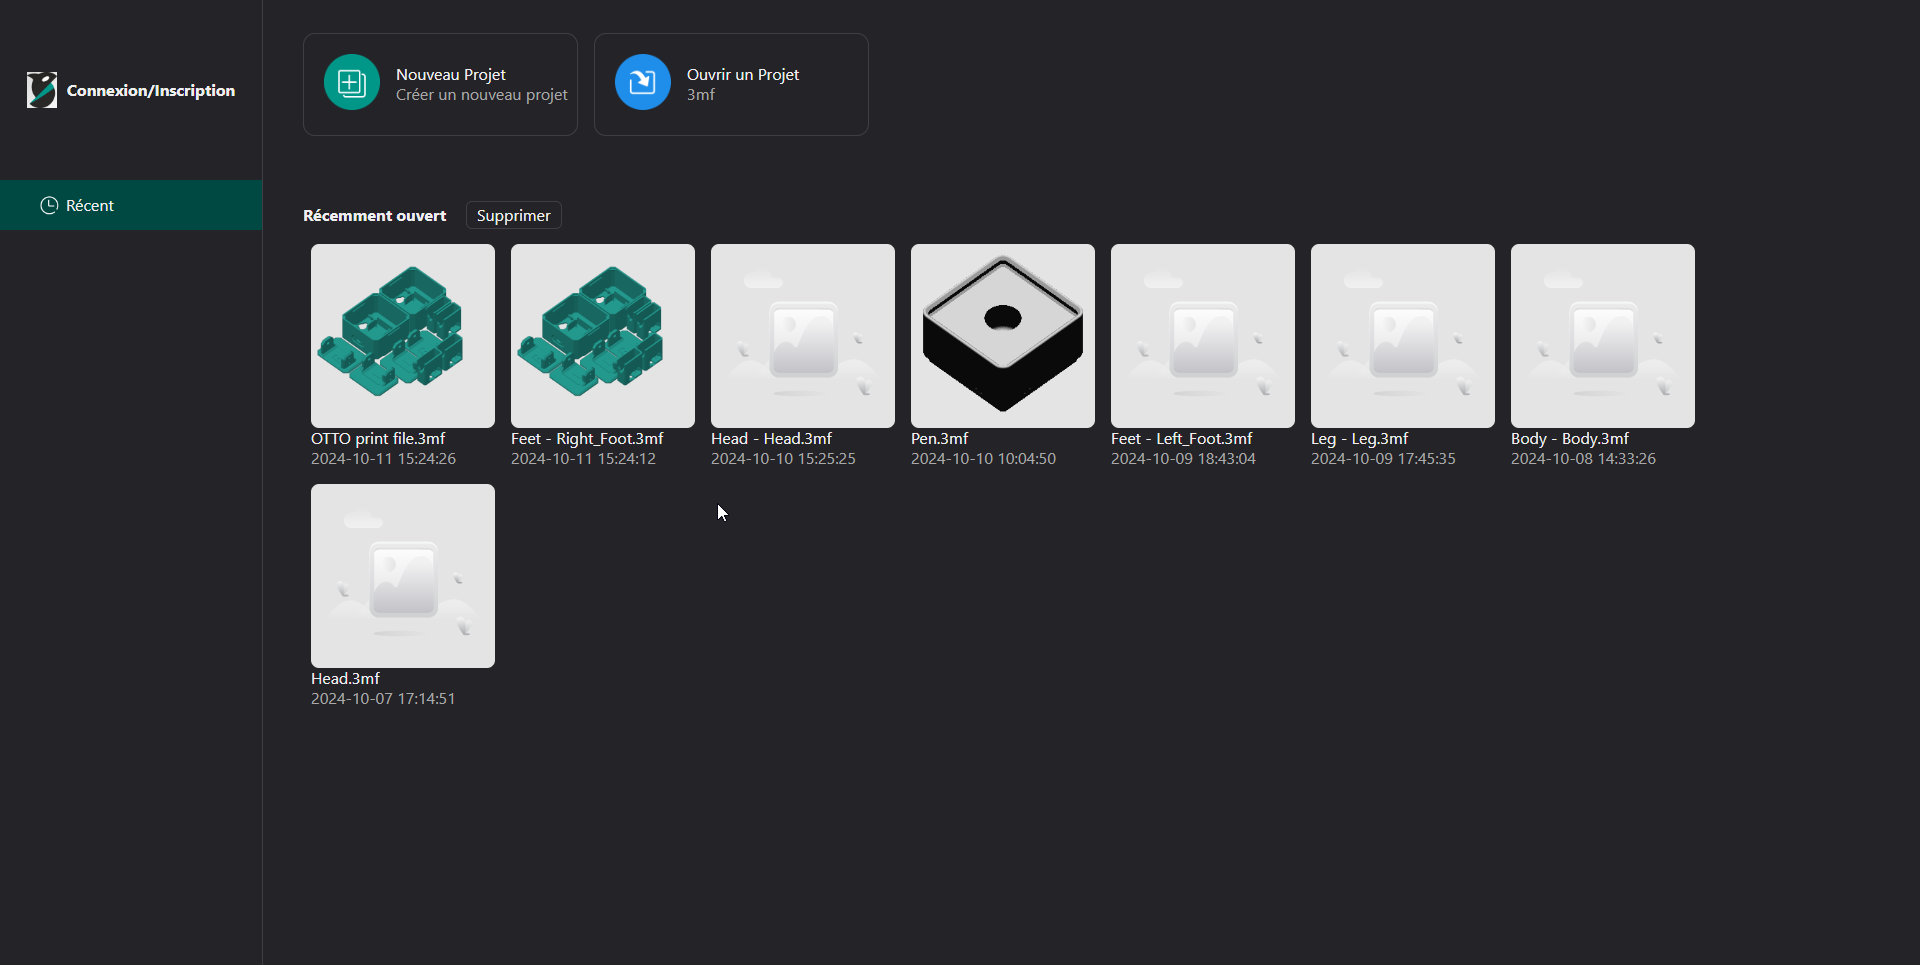 Connexion/Inscription
Récent
Nouveau Projet
Créer un nouveau projet
Ouvrir un Projet
3mf
Récemment ouvert
Supprimer
OTTO print file.3mf
2024-10-11 15:24:26
Feet - Right_Foot.3mf
2024-10-11 15:24:12
Head - Head.3mf
2024-10-10 15:25:25
Pen.3mf
2024-10-10 10:04:50
Feet - Left_Foot.3mf
2024-10-09 18:43:04
Leg - Leg.3mf
2024-10-09 17:45:35
Body - Body.3mf
2024-10-08 14:33:26
Head.3mf
2024-10-07 17:14:51